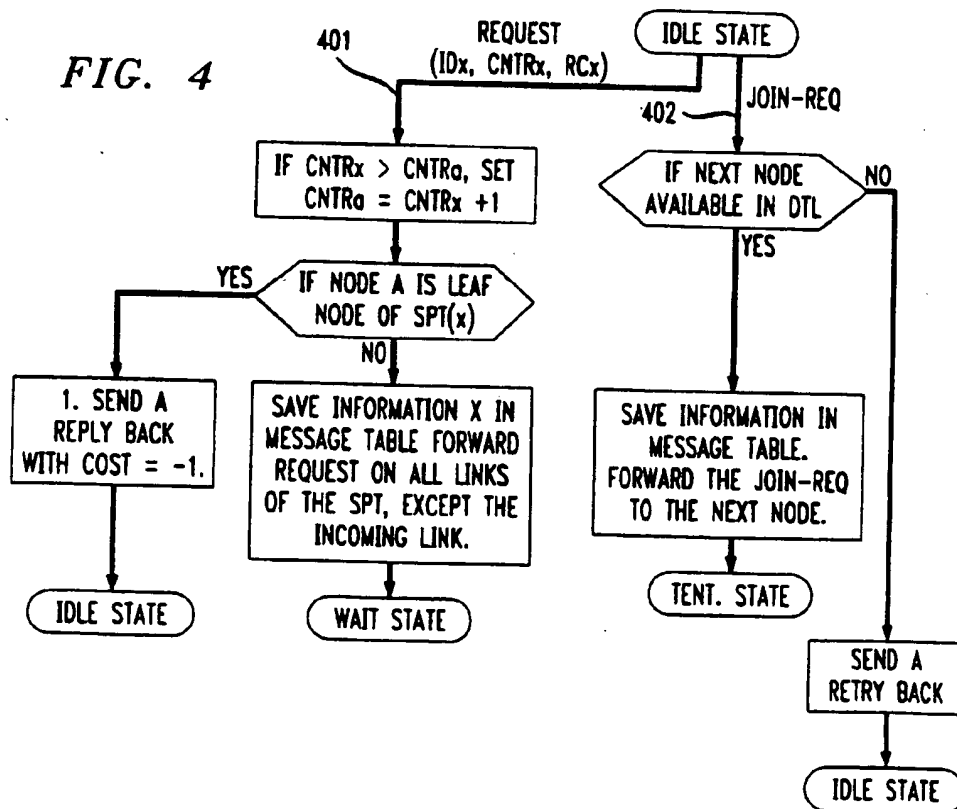 FIG. 4
401
REQUEST
(IDx, CNTRx, RCx)
IDLE STATE
402
JOIN-REQ
IF CNTRx > CNTRa, SET
CNTRa = CNTRx +1
IF NEXT NODE
AVAILABLE IN DTL
NO
YES
YES
IF NODE A IS LEAF
NODE OF SPT(x)
NO
1. SEND A
REPLY BACK
WITH COST = -1.
SAVE INFORMATION X IN
MESSAGE TABLE FORWARD
REQUEST ON ALL LINKS
OF THE SPT, EXCEPT THE
INCOMING LINK.
SAVE INFORMATION IN
MESSAGE TABLE.
FORWARD THE JOIN-REQ
TO THE NEXT NODE.
IDLE STATE
WAIT STATE
TENT. STATE
SEND A
RETRY BACK
IDLE STATE